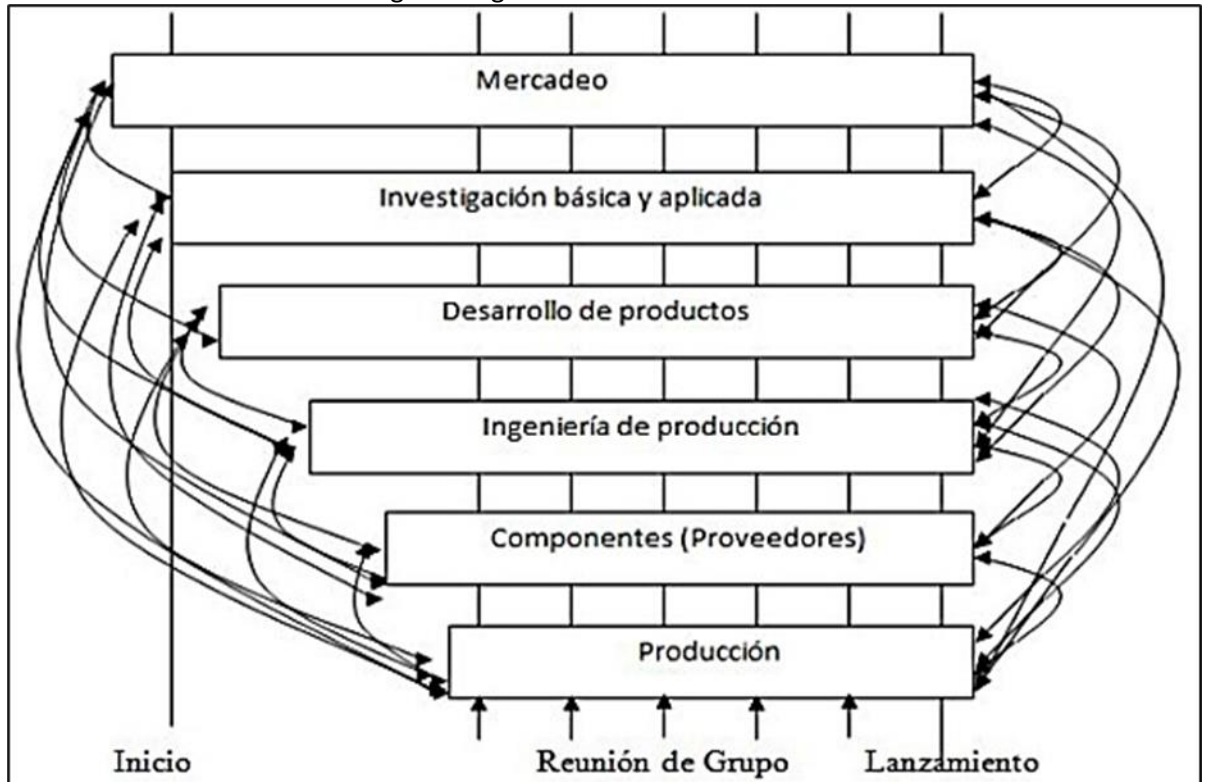 Mercadeo
Investigación básica y aplicada
Desarrollo de productos
Ingeniería de producción
Componentes (Proveedores)
Producción
Inicio
Reunión de Grupo
Lanzamiento